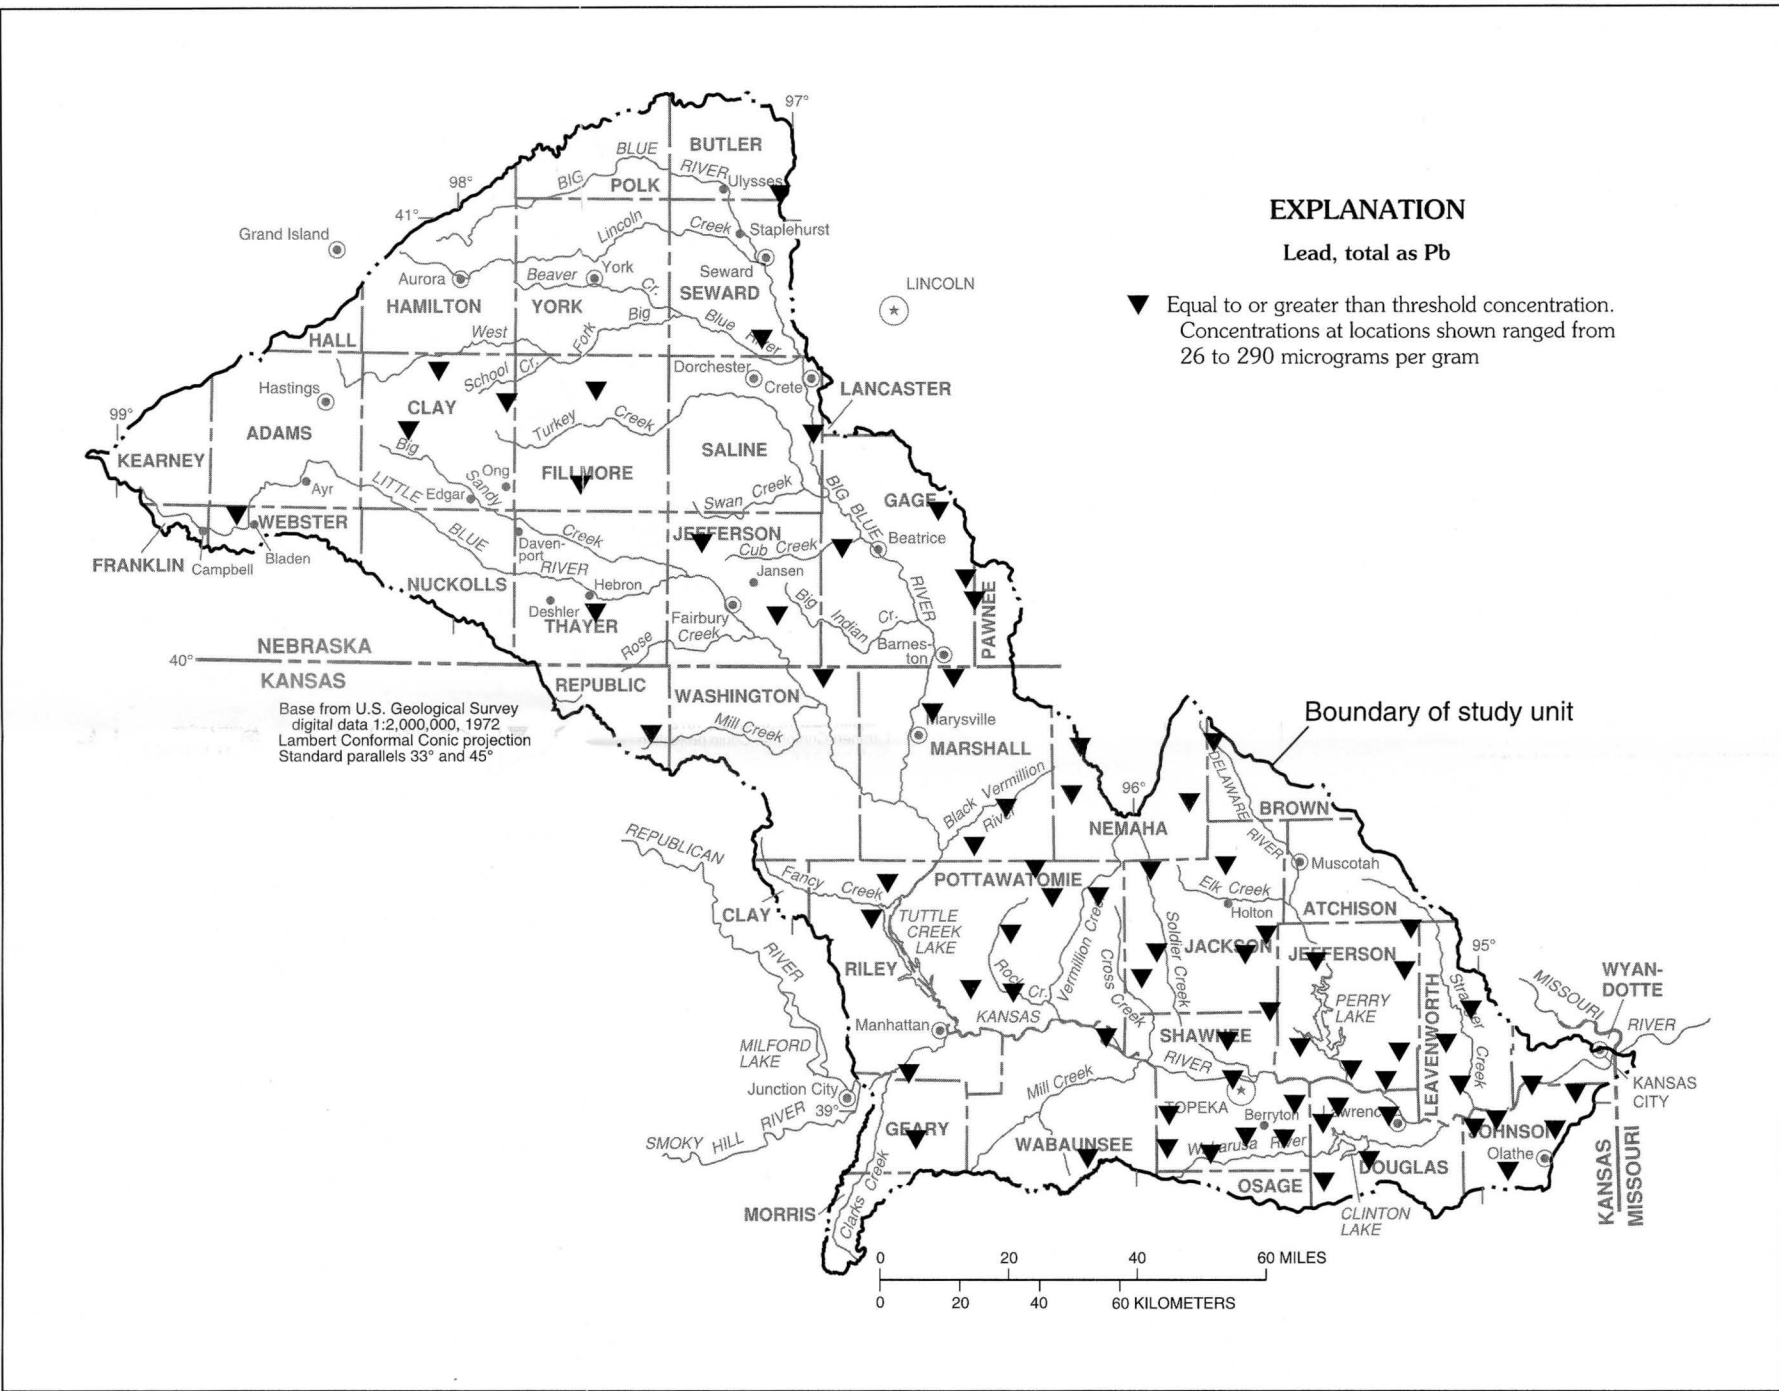 97°
BUTLER
BLUE
RIVER
BIG
POLK
Ulysses
98°
41°
Lincoln
Creek
Staplehurst
Grand Island
Aurora
Beaver
York
Cr.
Seward
SEWARD
HAMILTON
YORK
LINCOLN
Big
Blue
River
West
Fork
HALL
School Cr.
Dorchester
Crete
LANCASTER
Hastings
CLAY
99°
ADAMS
Turkey
Creek
SALINE
KEARNEY
Big
Sandy
Creek
Ong
FILLMORE
Ayr
LITTLE
BLUE
RIVER
Edgar
Swan Creek
BIG
BLUE
RIVER
GAGE
WEBSTER
JEFFERSON
Cub Creek
Beatrice
FRANKLIN
Campbell
Bladen
Daven-
port
NUCKOLLS
Hebron
Jansen
Deshler
THAYER
Fairbury
Big
Indian
Cr.
Rose
Creek
Barnes-
ton
PAWNEE
NEBRASKA
40°
KANSAS
REPUBLIC
WASHINGTON
Base from U.S. Geological Survey
digital data 1:2,000,000, 1972
Lambert Conformal Conic projection
Standard parallels 33° and 45°
Mill Creek
Marysville
MARSHALL
EXPLANATION
Lead, total as Pb
Equal to or greater than threshold concentration.
Concentrations at locations shown ranged from
26 to 290 micrograms per gram
Boundary of study unit
Black Vermillion
River
96°
NEMAHA
DELAWARE
RIVER
BROWN
REPUBLICAN
RIVER
Muscotah
Fancy Creek
POTTAWATOMIE
Elk Creek
Holton
ATCHISON
CLAY
TUTTLE
CREEK
LAKE
Vermillion Creek
Cross Creek
Soldier Creek
JACKSON
JEFFERSON
95°
RILEY
Rock Cr.
LEAVENWORTH
Stranger
Creek
WYAN-
DOTTE
MISSOURI
RIVER
PERRY
LAKE
Manhattan
KANSAS
RIVER
SHAWNEE
MILFORD
LAKE
Junction City
39°
Mill Creek
KANSAS
CITY
SMOKY HILL RIVER
TOPEKA
Berryton
Lawrence
GEARY
WABAUNSEE
Wakarusa River
JOHNSON
Olathe
DOUGLAS
OSAGE
KANSAS
MISSOURI
MORRIS
Clarks Creek
CLINTON
LAKE
0 20 40 60 MILES
0 20 40 60 KILOMETERS